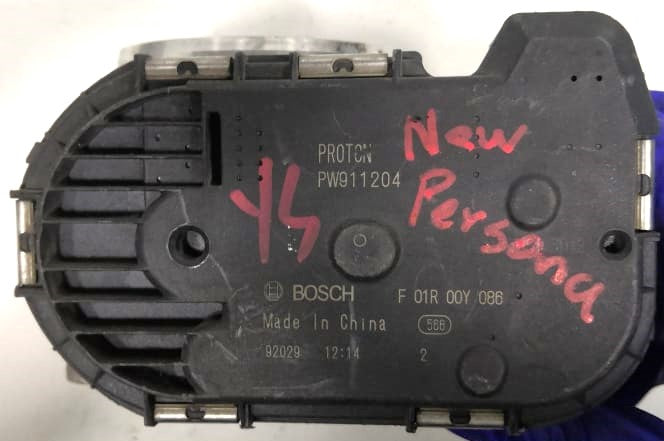 New
PROTON
PW911204
Persona
YS
BOSCH F 01R 00Y 086
Made In China 566
92029 12:14 2